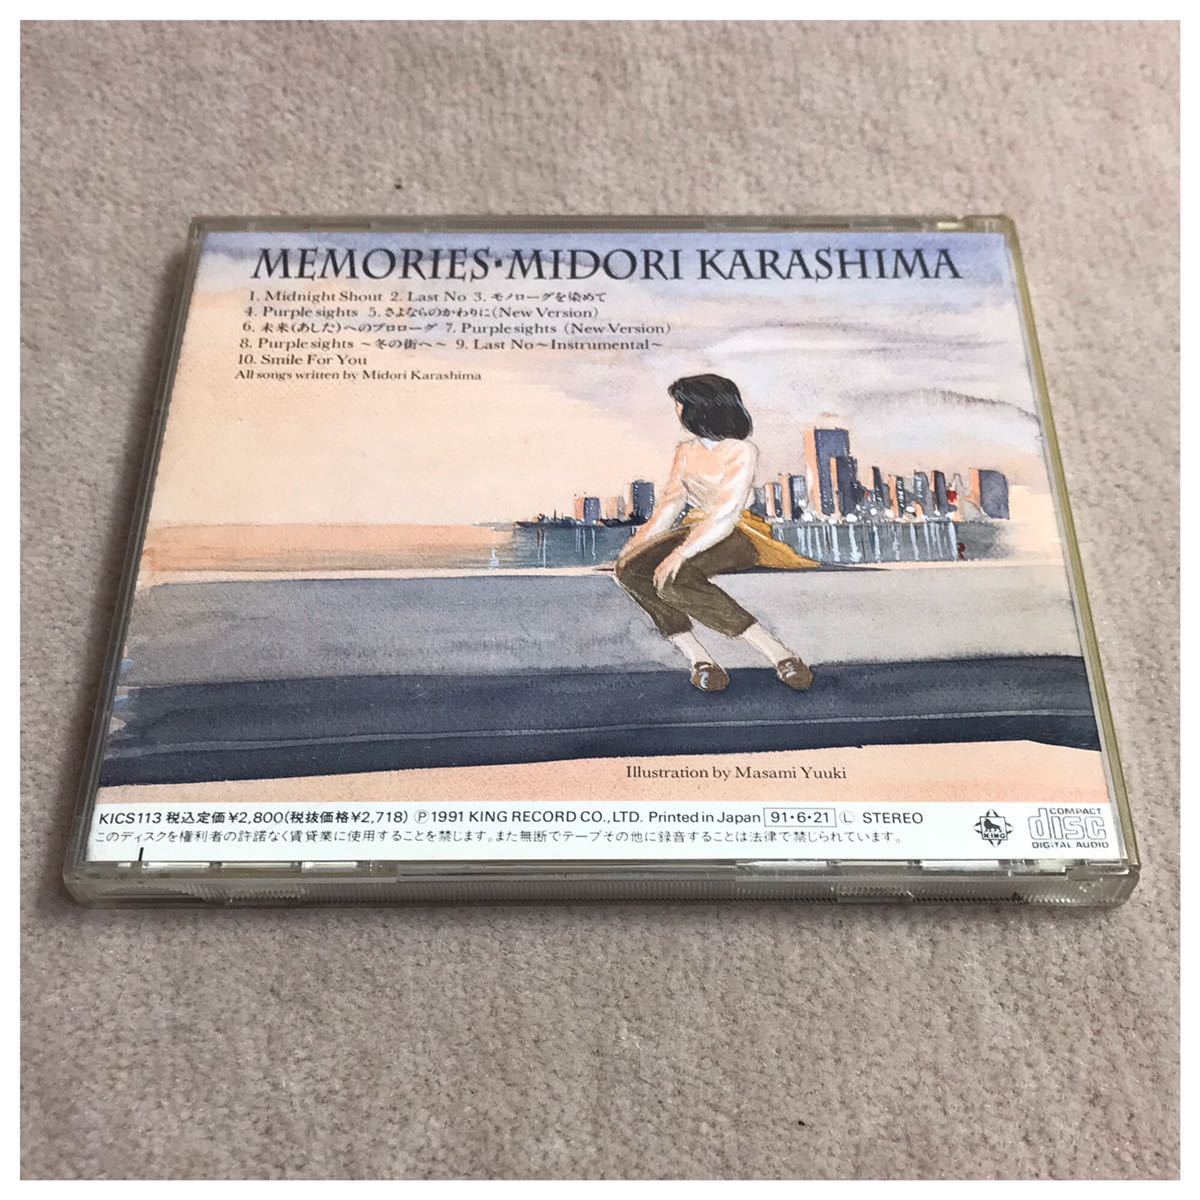 MEMORIES・MIDORI KARASHIMA
1. Midnight Shout 2. Last No 3. モノローグを染めて
4. Purple sights 5. さよならのかわりに(New Version)
6. 未来(あした)へのプロローグ 7. Purple sights (New Version)
8. Purple sights 〜冬の街へ〜 9. Last No〜Instrumental〜
10. Smile For You
All songs written by Midori Karashima
Illustration by Masami Yuuki
KICS113 税込定価¥2,800(税抜価格¥2,718) Ⓟ1991 KING RECORD CO.,LTD. Printed in Japan 91・6・21 Ⓛ STEREO
このディスクを権利者の許諾なく賃貸業に使用することを禁じます。また無断でテープその他に録音することは法律で禁じられています。
KING
COMPACT
disc
DIGITAL AUDIO